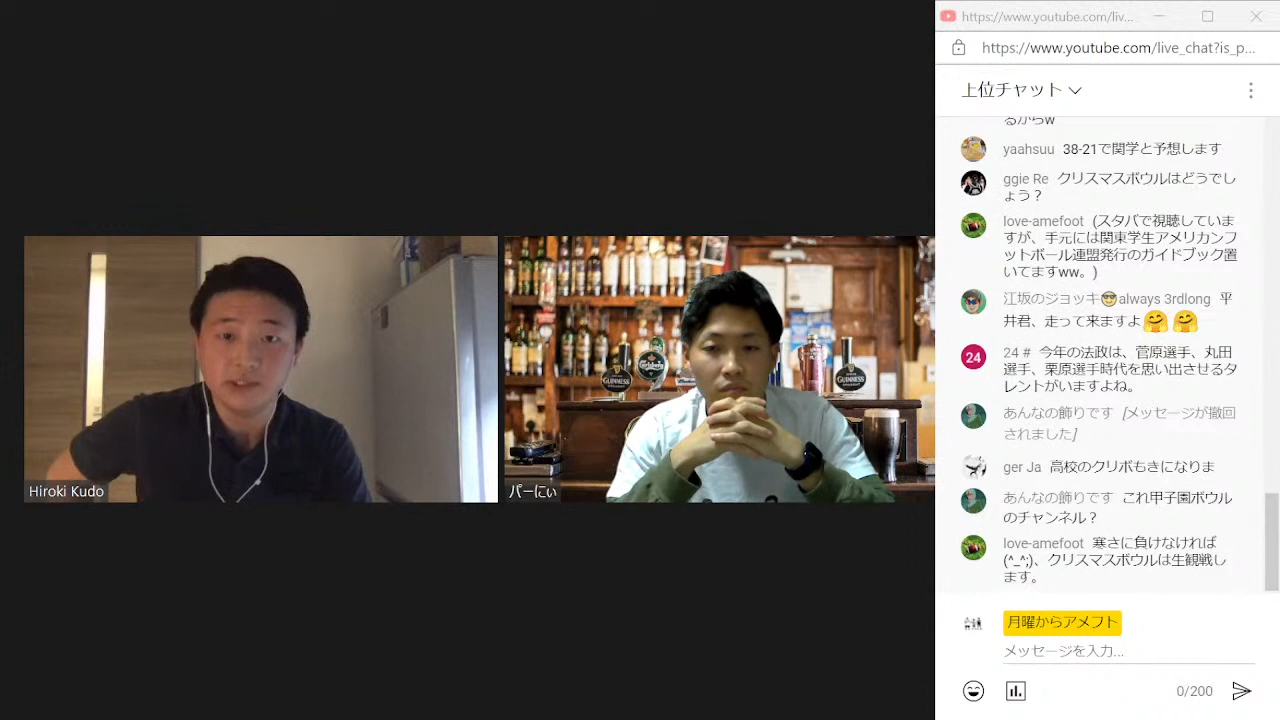 https://www.youtube.com/liv...
https://www.youtube.com/live_chat?is_p...
上位チャット
るからw
yaahsuu 38-21で関学と予想します
ggie Re クリスマスボウルはどうでし
ょう？
love-amefoot (スタバで視聴していま
すが、手元には関東学生アメリカンフ
ットボール連盟発行のガイドブック置
いてますww。)
江坂のジョッキ😎always 3rdlong 平
井君、走って来ますよ🤗🤗
24
24 # 今年の法政は、菅原選手、丸田
選手、栗原選手時代を思い出させるタ
レントがいますよね。
あんなの飾りです [メッセージが撤回
されました]
ger Ja 高校のクリボもきになりま
あんなの飾りです これ甲子園ボウル
のチャンネル？
love-amefoot 寒さに負けなければ
(^_^;)、クリスマスボウルは生観戦し
ます。
月曜からアメフト
メッセージを入力...
0/200
Hiroki Kudo
パーにぃ
GUINNESS
Carlsberg
GUINNESS